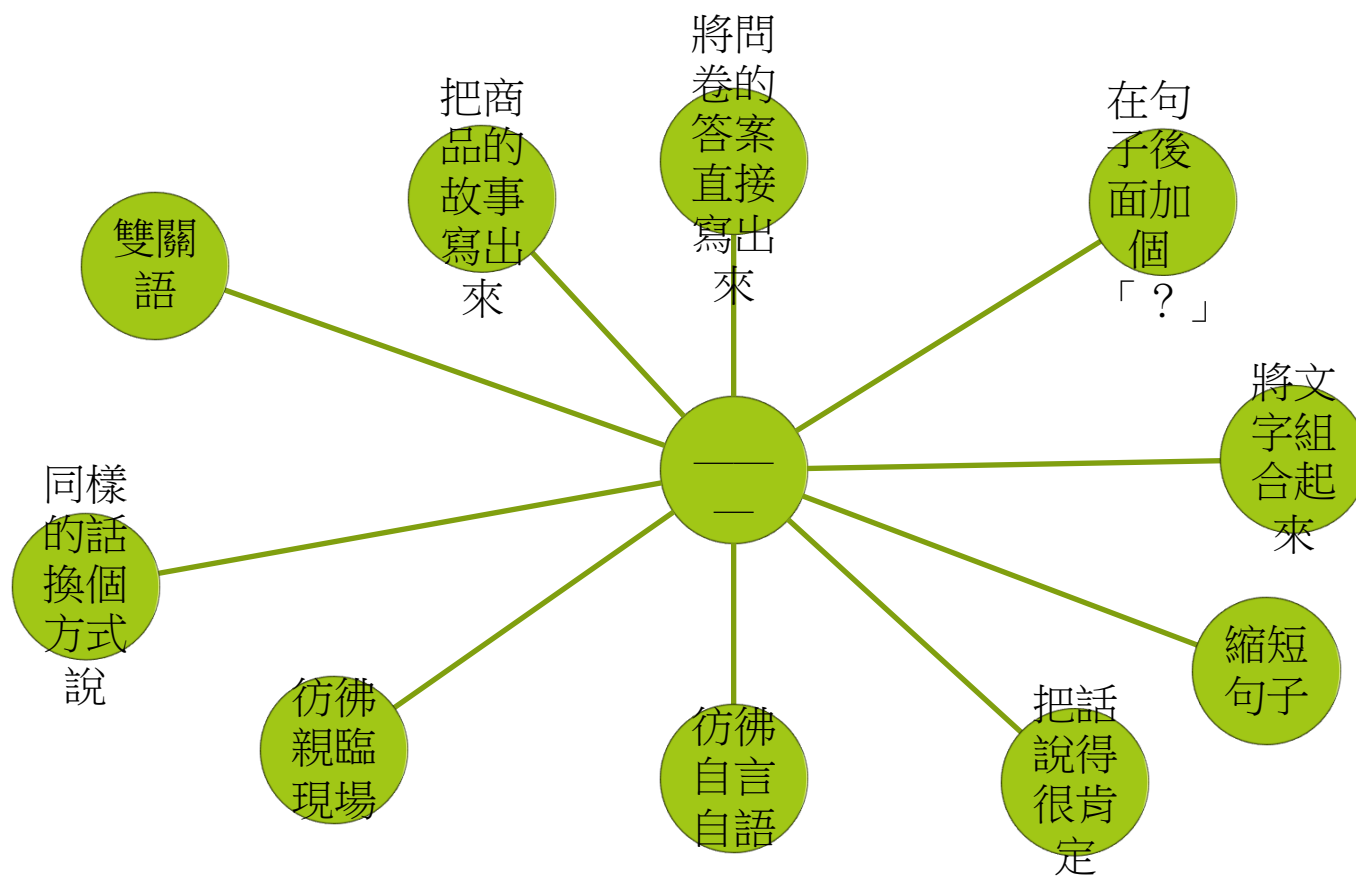 將問
卷的
答案
直接
寫出
來
把商
品的
故事
寫出
來
在句
子後
面加
個
「？」
雙關
語
將文
字組
合起
來
＿＿
＿
同樣
的話
換個
方式
說
縮短
句子
仿彿
親臨
現場
仿彿
自言
自語
把話
說得
很肯
定